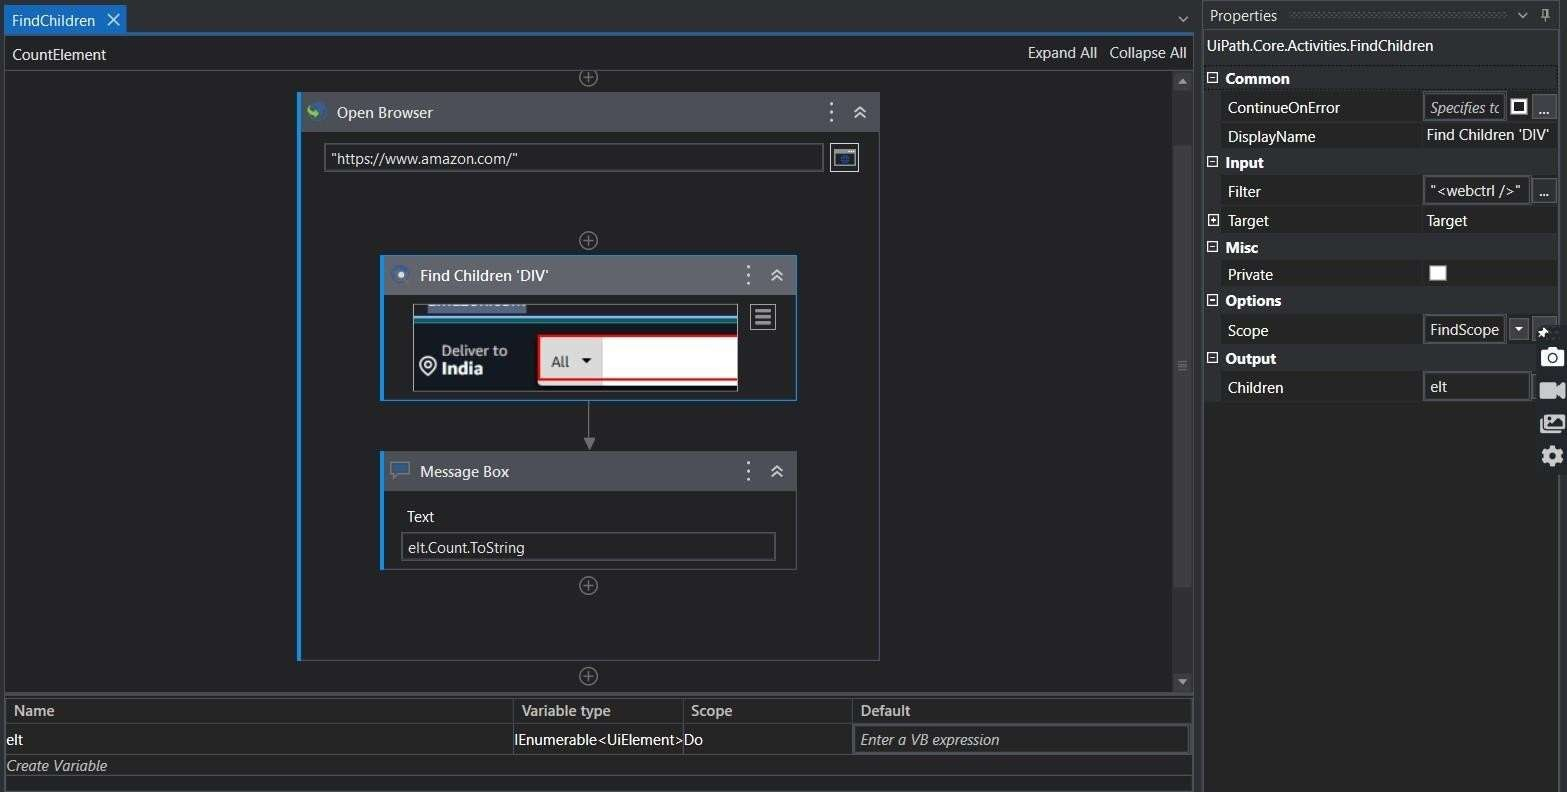 FindChildren
CountElement
Expand All Collapse All
Open Browser
"https://www.amazon.com/"
Find Children 'DIV'
Deliver to
India
All
Message Box
Text
elt.Count.ToString
Name Variable type Scope Default
elt IEnumerable<UiElement> Do Enter a VB expression
Create Variable
Properties
UiPath.Core.Activities.FindChildren
Common
ContinueOnError Specifies to ...
DisplayName Find Children 'DIV'
Input
Filter "<webctrl />" ...
Target Target
Misc
Private
Options
Scope FindScope
Output
Children elt